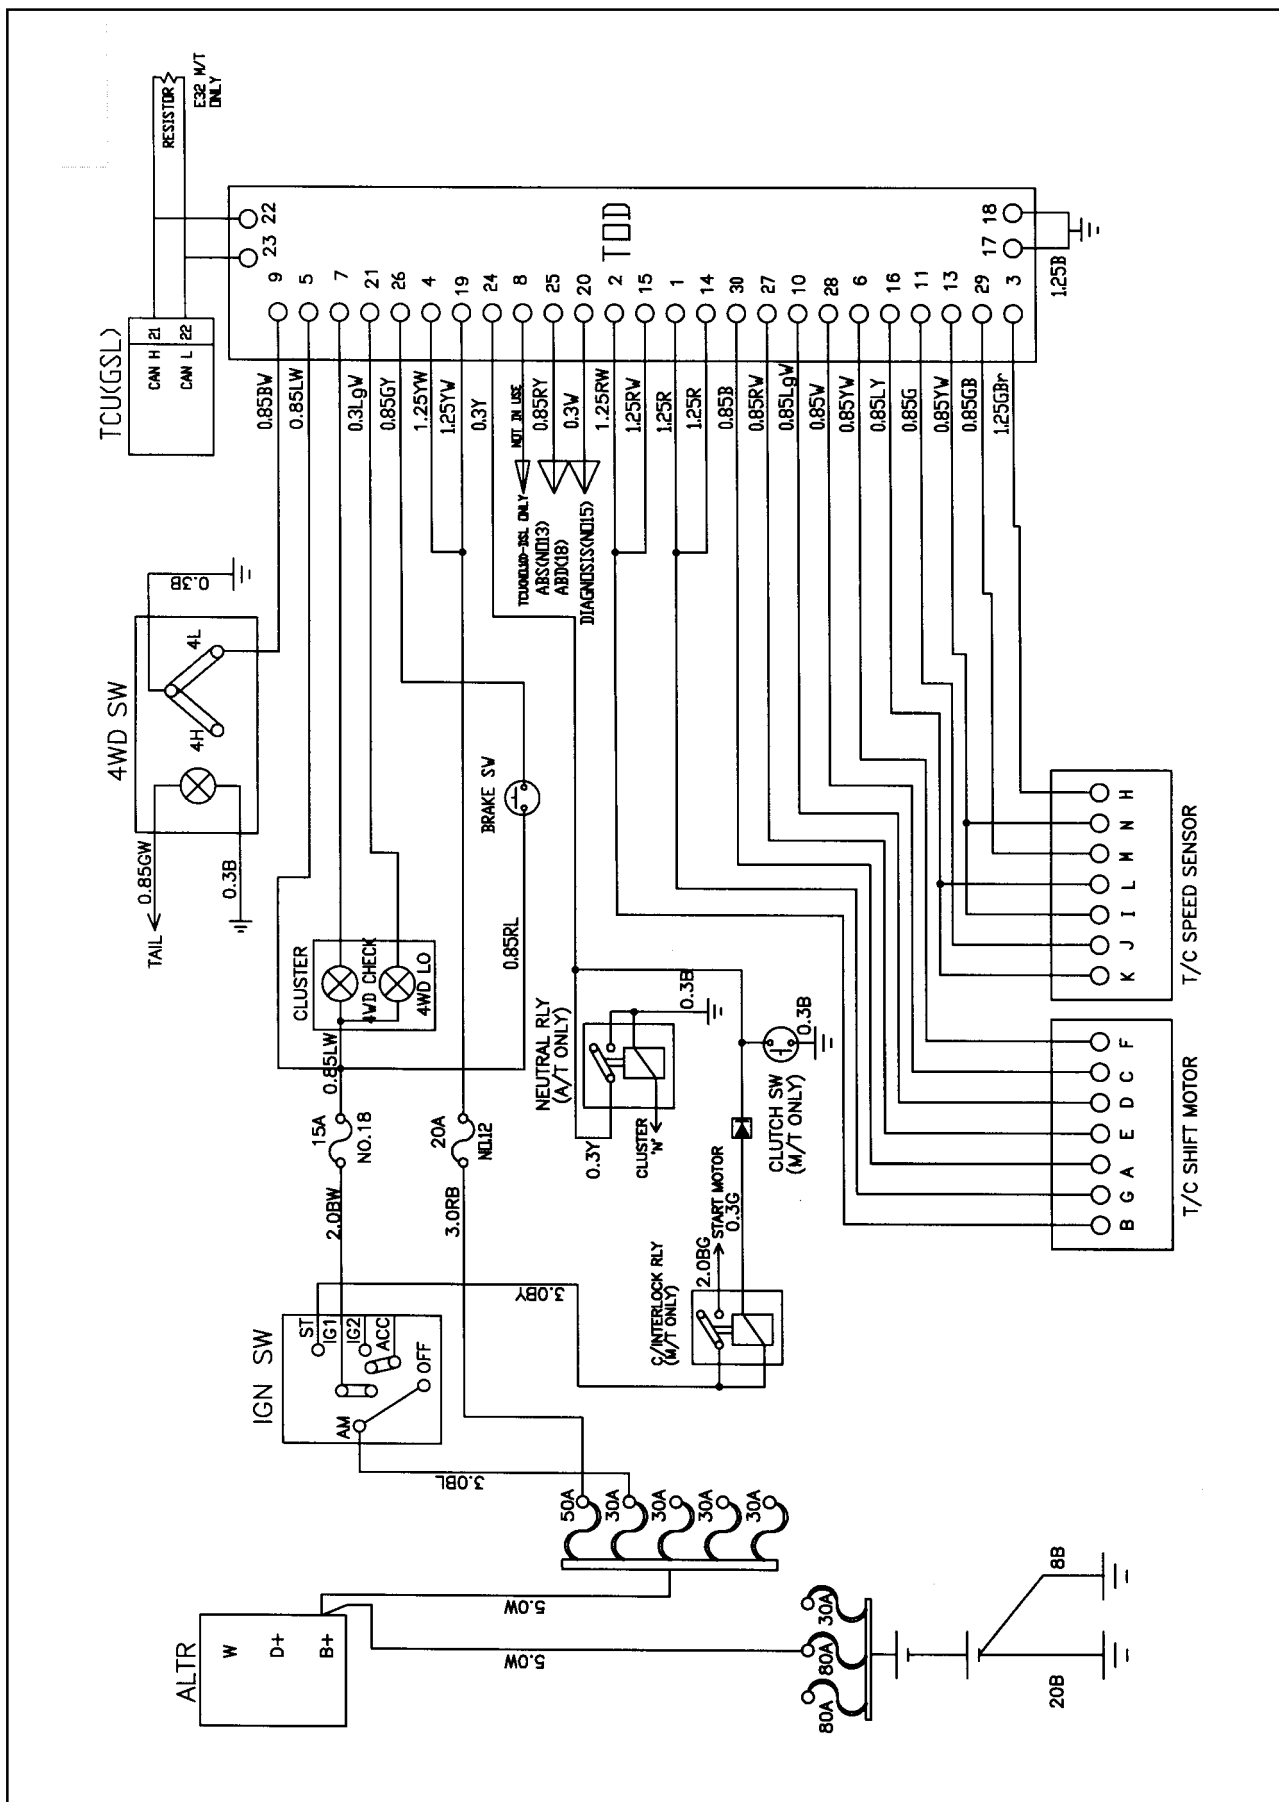 ALTR
W
D+
B+
5.0W
5.0W
80A
80A
30A
20B
8B
50A
30A
30A
30A
30A
3.0BL
IGN SW
AM
ST
IG1
IG2
ACC
OFF
3.0BY
2.0BW
15A
NO.18
0.85LW
3.0RB
20A
NO.12
C/INTERLOCK RLY
(M/T ONLY)
2.0BG
START MOTOR
0.3G
CLUTCH SW
(M/T ONLY)
0.3B
NEUTRAL RLY
(A/T ONLY)
0.3Y
CLUSTER
'N'
0.3B
CLUSTER
4WD CHECK
4WD LO
0.85RL
BRAKE SW
TAIL
0.85GW
0.3B
4WD SW
4H
4L
0.3B
TCU(GSL)
CAN H 21
CAN L 22
RESISTOR
E32 M/T
ONLY
TOD
23
22
0.85BW 9
0.85LW 5
7
0.3LgW 21
0.85GY 26
1.25YW 4
1.25YW 19
0.3Y 24
NOT IN USE 8
ABS(NO13)
ABD(18)
0.85RY 25
DIAGNOSIS(NO15)
0.3W 20
1.25RW 2
1.25RW 15
1.25R 1
1.25R 14
0.85B 30
0.85RW 27
0.85LgW 10
0.85W 28
0.85YW 6
0.85LY 16
0.85G 11
0.85YW 13
0.85GB 29
1.25GBr 3
17
18
1.25B
T/C SHIFT MOTOR
B
G
A
E
D
C
F
T/C SPEED SENSOR
K
J
I
L
M
N
H